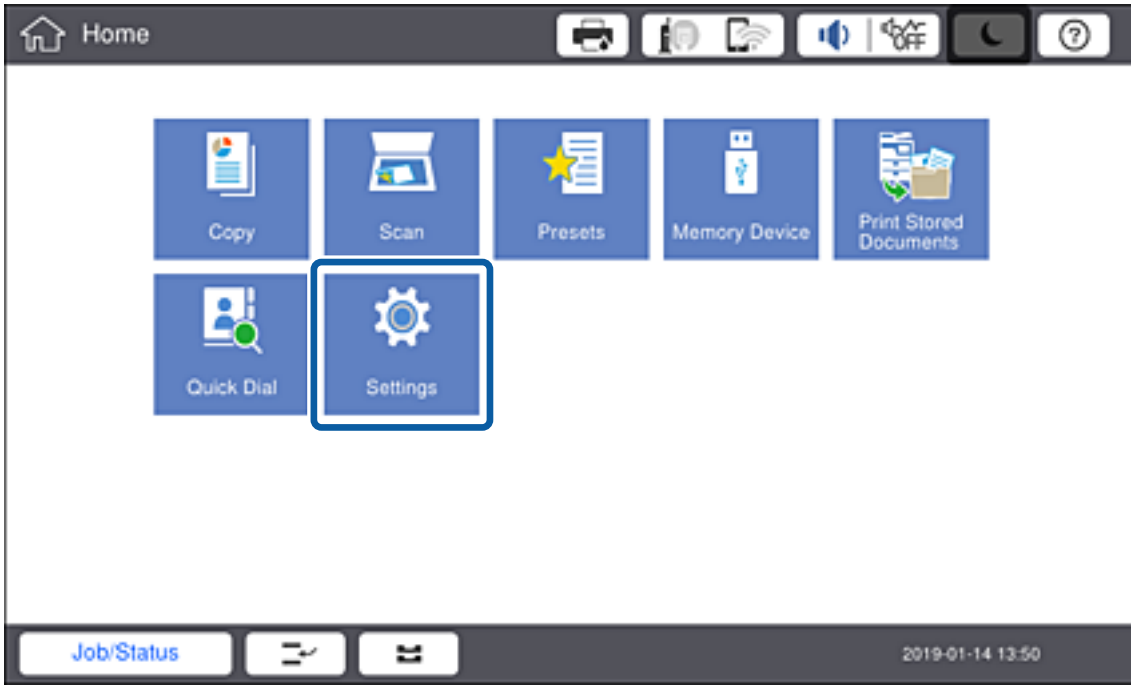 Home
OFF
?
Copy
Scan
Presets
Memory Device
Print Stored
Documents
Quick Dial
Settings
Job/Status
2019-01-14 13:50